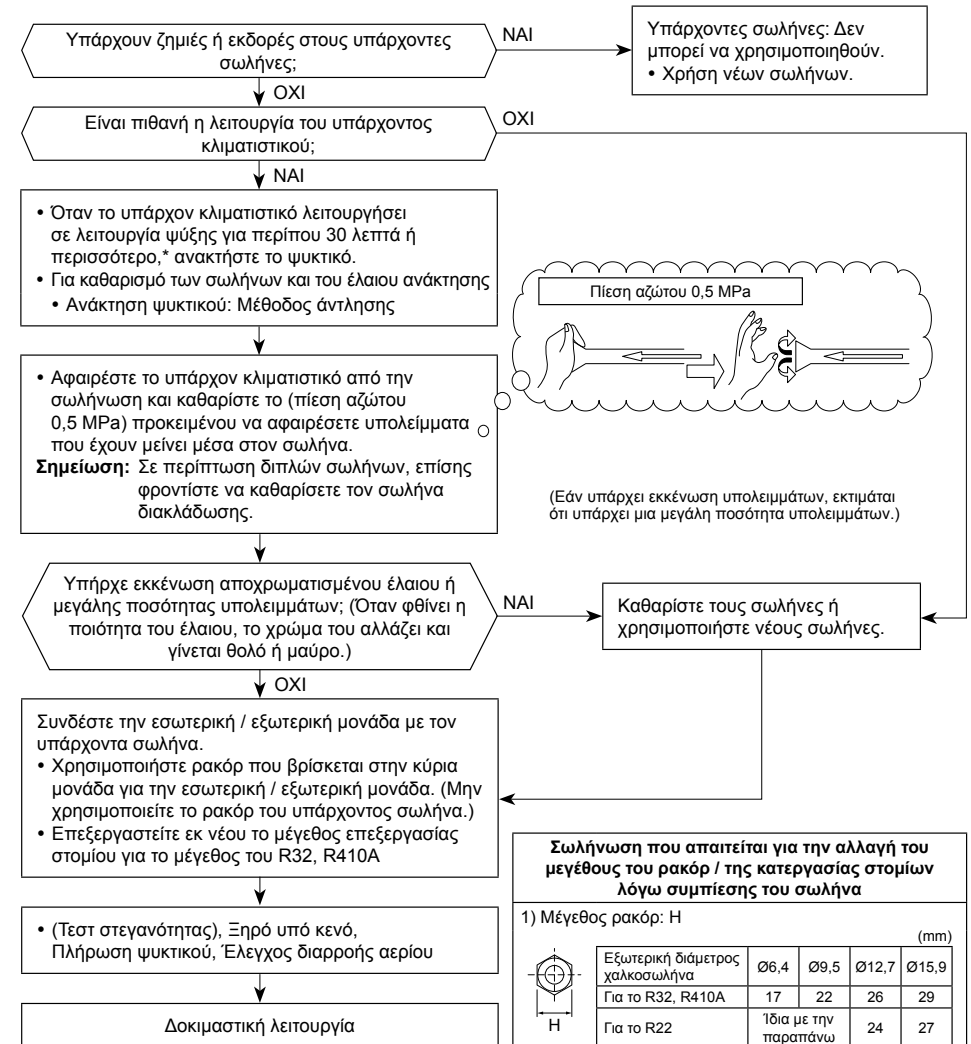 Υπάρχουν ζημιές ή εκδορές στους υπάρχοντες
σωλήνες;
ΝΑΙ
Υπάρχοντες σωλήνες: Δεν
μπορεί να χρησιμοποιηθούν.
• Χρήση νέων σωλήνων.
ΟΧΙ
Είναι πιθανή η λειτουργία του υπάρχοντος
κλιματιστικού;
ΟΧΙ
ΝΑΙ
• Όταν το υπάρχον κλιματιστικό λειτουργήσει
σε λειτουργία ψύξης για περίπου 30 λεπτά ή
περισσότερο,* ανακτήστε το ψυκτικό.
• Για καθαρισμό των σωλήνων και του έλαιου ανάκτησης
• Ανάκτηση ψυκτικού: Μέθοδος άντλησης
Πίεση αζώτου 0,5 MPa
• Αφαιρέστε το υπάρχον κλιματιστικό από την
σωλήνωση και καθαρίστε το (πίεση αζώτου
0,5 MPa) προκειμένου να αφαιρέσετε υπολείμματα
που έχουν μείνει μέσα στον σωλήνα.
Σημείωση: Σε περίπτωση διπλών σωλήνων, επίσης
φροντίστε να καθαρίσετε τον σωλήνα
διακλάδωσης.
(Εάν υπάρχει εκκένωση υπολειμμάτων, εκτιμάται
ότι υπάρχει μια μεγάλη ποσότητα υπολειμμάτων.)
Υπήρχε εκκένωση αποχρωματισμένου έλαιου ή
μεγάλης ποσότητας υπολειμμάτων; (Όταν φθίνει η
ποιότητα του έλαιου, το χρώμα του αλλάζει και
γίνεται θολό ή μαύρο.)
ΝΑΙ
Καθαρίστε τους σωλήνες ή
χρησιμοποιήστε νέους σωλήνες.
ΟΧΙ
Συνδέστε την εσωτερική / εξωτερική μονάδα με τον
υπάρχοντα σωλήνα.
• Χρησιμοποιήστε ρακόρ που βρίσκεται στην κύρια
μονάδα για την εσωτερική / εξωτερική μονάδα. (Μην
χρησιμοποιείτε το ρακόρ του υπάρχοντος σωλήνα.)
• Επεξεργαστείτε εκ νέου το μέγεθος επεξεργασίας
στομίου για το μέγεθος του R32, R410A
• (Τεστ στεγανότητας), Ξηρό υπό κενό,
Πλήρωση ψυκτικού, Έλεγχος διαρροής αερίου
Δοκιμαστική λειτουργία
Σωλήνωση που απαιτείται για την αλλαγή του
μεγέθους του ρακόρ / της κατεργασίας στομίων
λόγω συμπίεσης του σωλήνα
1) Μέγεθος ρακόρ: H
(mm)
Εξωτερική διάμετρος
χαλκοσωλήνα
Ø6,4 Ø9,5 Ø12,7 Ø15,9
Για το R32, R410A 17 22 26 29
Για το R22 Ίδια με την
παραπάνω 24 27
H